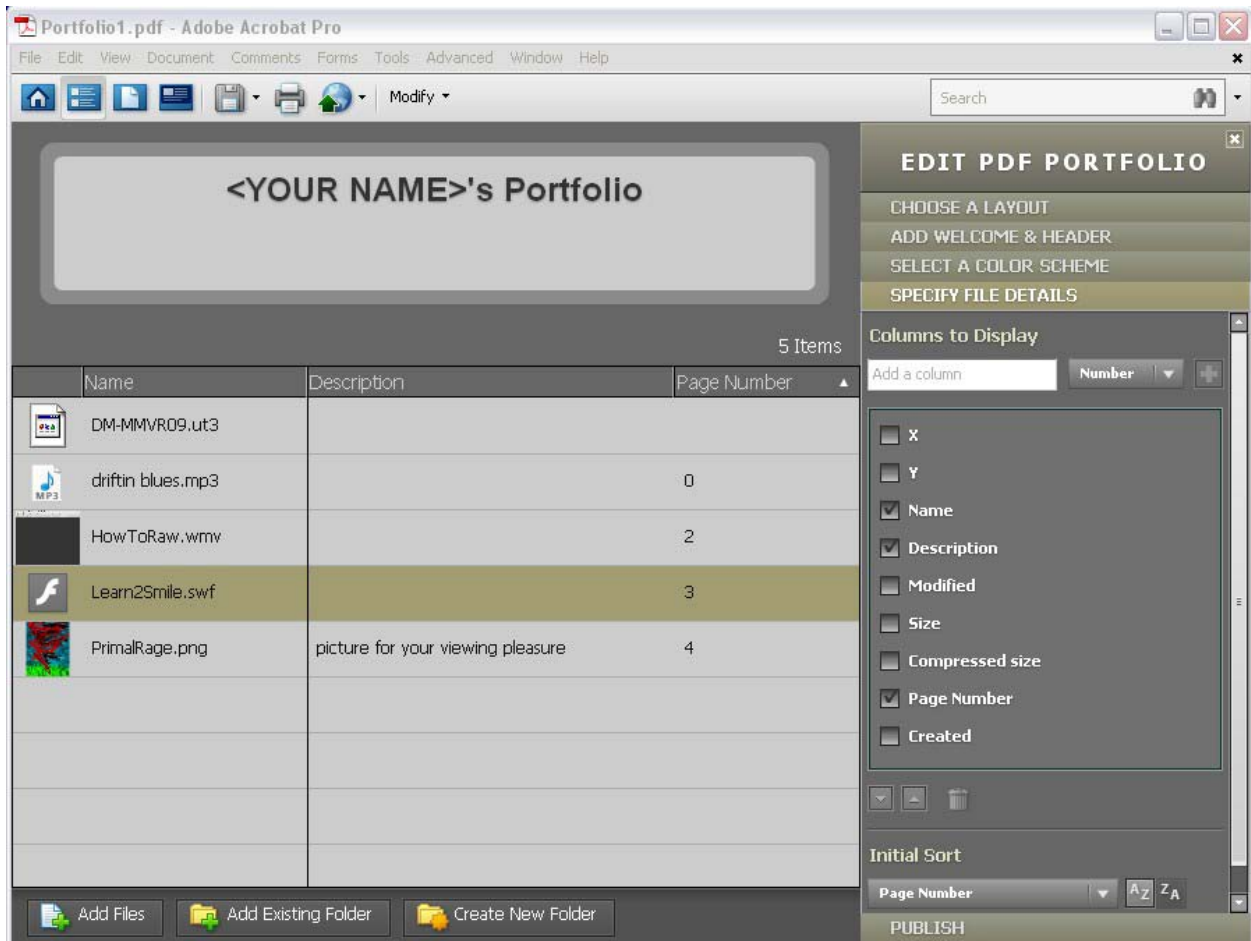 Portfolio1.pdf - Adobe Acrobat Pro
File Edit View Document Comments Forms Tools Advanced Window Help
Modify
Search
<YOUR NAME>'s Portfolio
5 Items
Name Description Page Number
DM-MMVR09.ut3
driftin blues.mp3 0
MP3
HowToRaw.wmv 2
Learn2Smile.swf 3
PrimalRage.png picture for your viewing pleasure 4
Add Files Add Existing Folder Create New Folder
EDIT PDF PORTFOLIO
CHOOSE A LAYOUT
ADD WELCOME & HEADER
SELECT A COLOR SCHEME
SPECIFY FILE DETAILS
Columns to Display
Add a column Number
X
Y
Name
Description
Modified
Size
Compressed size
Page Number
Created
Initial Sort
Page Number AZ ZA
PUBLISH